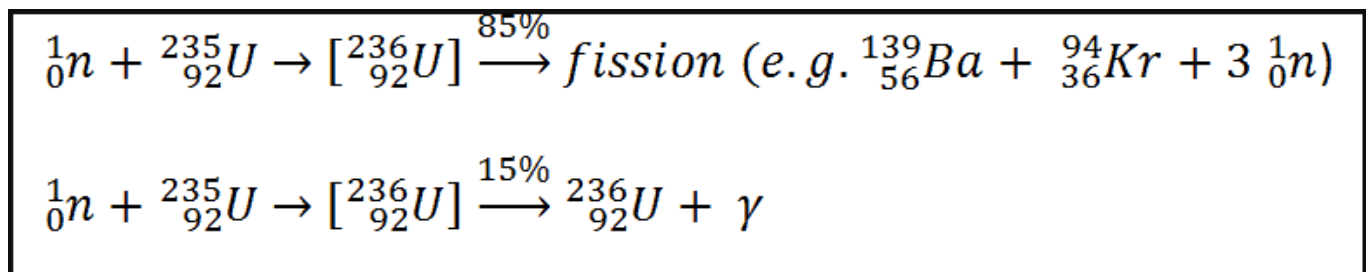 ¹₀n + ²³⁵₉₂U → [²³⁶₉₂U] —85%→ fission (e.g. ¹³⁹₅₆Ba + ⁹⁴₃₆Kr + 3 ¹₀n)
¹₀n + ²³⁵₉₂U → [²³⁶₉₂U] —15%→ ²³⁶₉₂U + γ